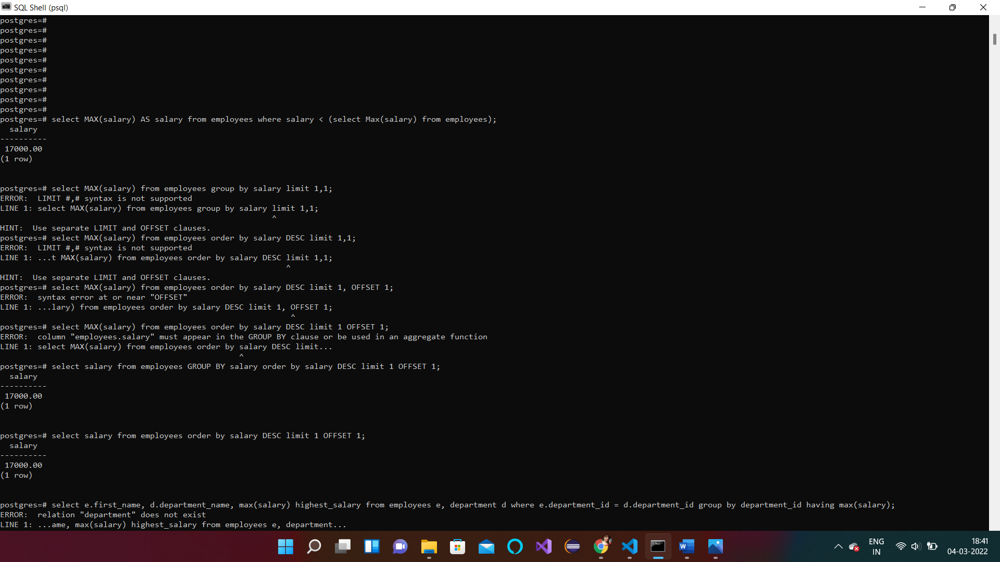 SQL Shell (psql)
postgres=#
postgres=#
postgres=#
postgres=#
postgres=#
postgres=#
postgres=#
postgres=#
postgres=#
postgres=#
postgres=# select MAX(salary) AS salary from employees where salary < (select Max(salary) from employees);
  salary
----------
 17000.00
(1 row)
postgres=# select MAX(salary) from employees group by salary limit 1,1;
ERROR:  LIMIT #,# syntax is not supported
LINE 1: select MAX(salary) from employees group by salary limit 1,1;
                                                          ^
HINT:  Use separate LIMIT and OFFSET clauses.
postgres=# select MAX(salary) from employees order by salary DESC limit 1,1;
ERROR:  LIMIT #,# syntax is not supported
LINE 1: ...t MAX(salary) from employees order by salary DESC limit 1,1;
                                                             ^
HINT:  Use separate LIMIT and OFFSET clauses.
postgres=# select MAX(salary) from employees order by salary DESC limit 1, OFFSET 1;
ERROR:  syntax error at or near "OFFSET"
LINE 1: ...lary) from employees order by salary DESC limit 1, OFFSET 1;
                                                              ^
postgres=# select MAX(salary) from employees order by salary DESC limit 1 OFFSET 1;
ERROR:  column "employees.salary" must appear in the GROUP BY clause or be used in an aggregate function
LINE 1: select MAX(salary) from employees order by salary DESC limit...
                                                   ^
postgres=# select salary from employees GROUP BY salary order by salary DESC limit 1 OFFSET 1;
  salary
----------
 17000.00
(1 row)
postgres=# select salary from employees order by salary DESC limit 1 OFFSET 1;
  salary
----------
 17000.00
(1 row)
postgres=# select e.first_name, d.department_name, max(salary) highest_salary from employees e, department d where e.department_id = d.department_id group by department_id having max(salary);
ERROR:  relation "department" does not exist
LINE 1: ...ame, max(salary) highest_salary from employees e, department...
W
ENG
IN
18:41
04-03-2022